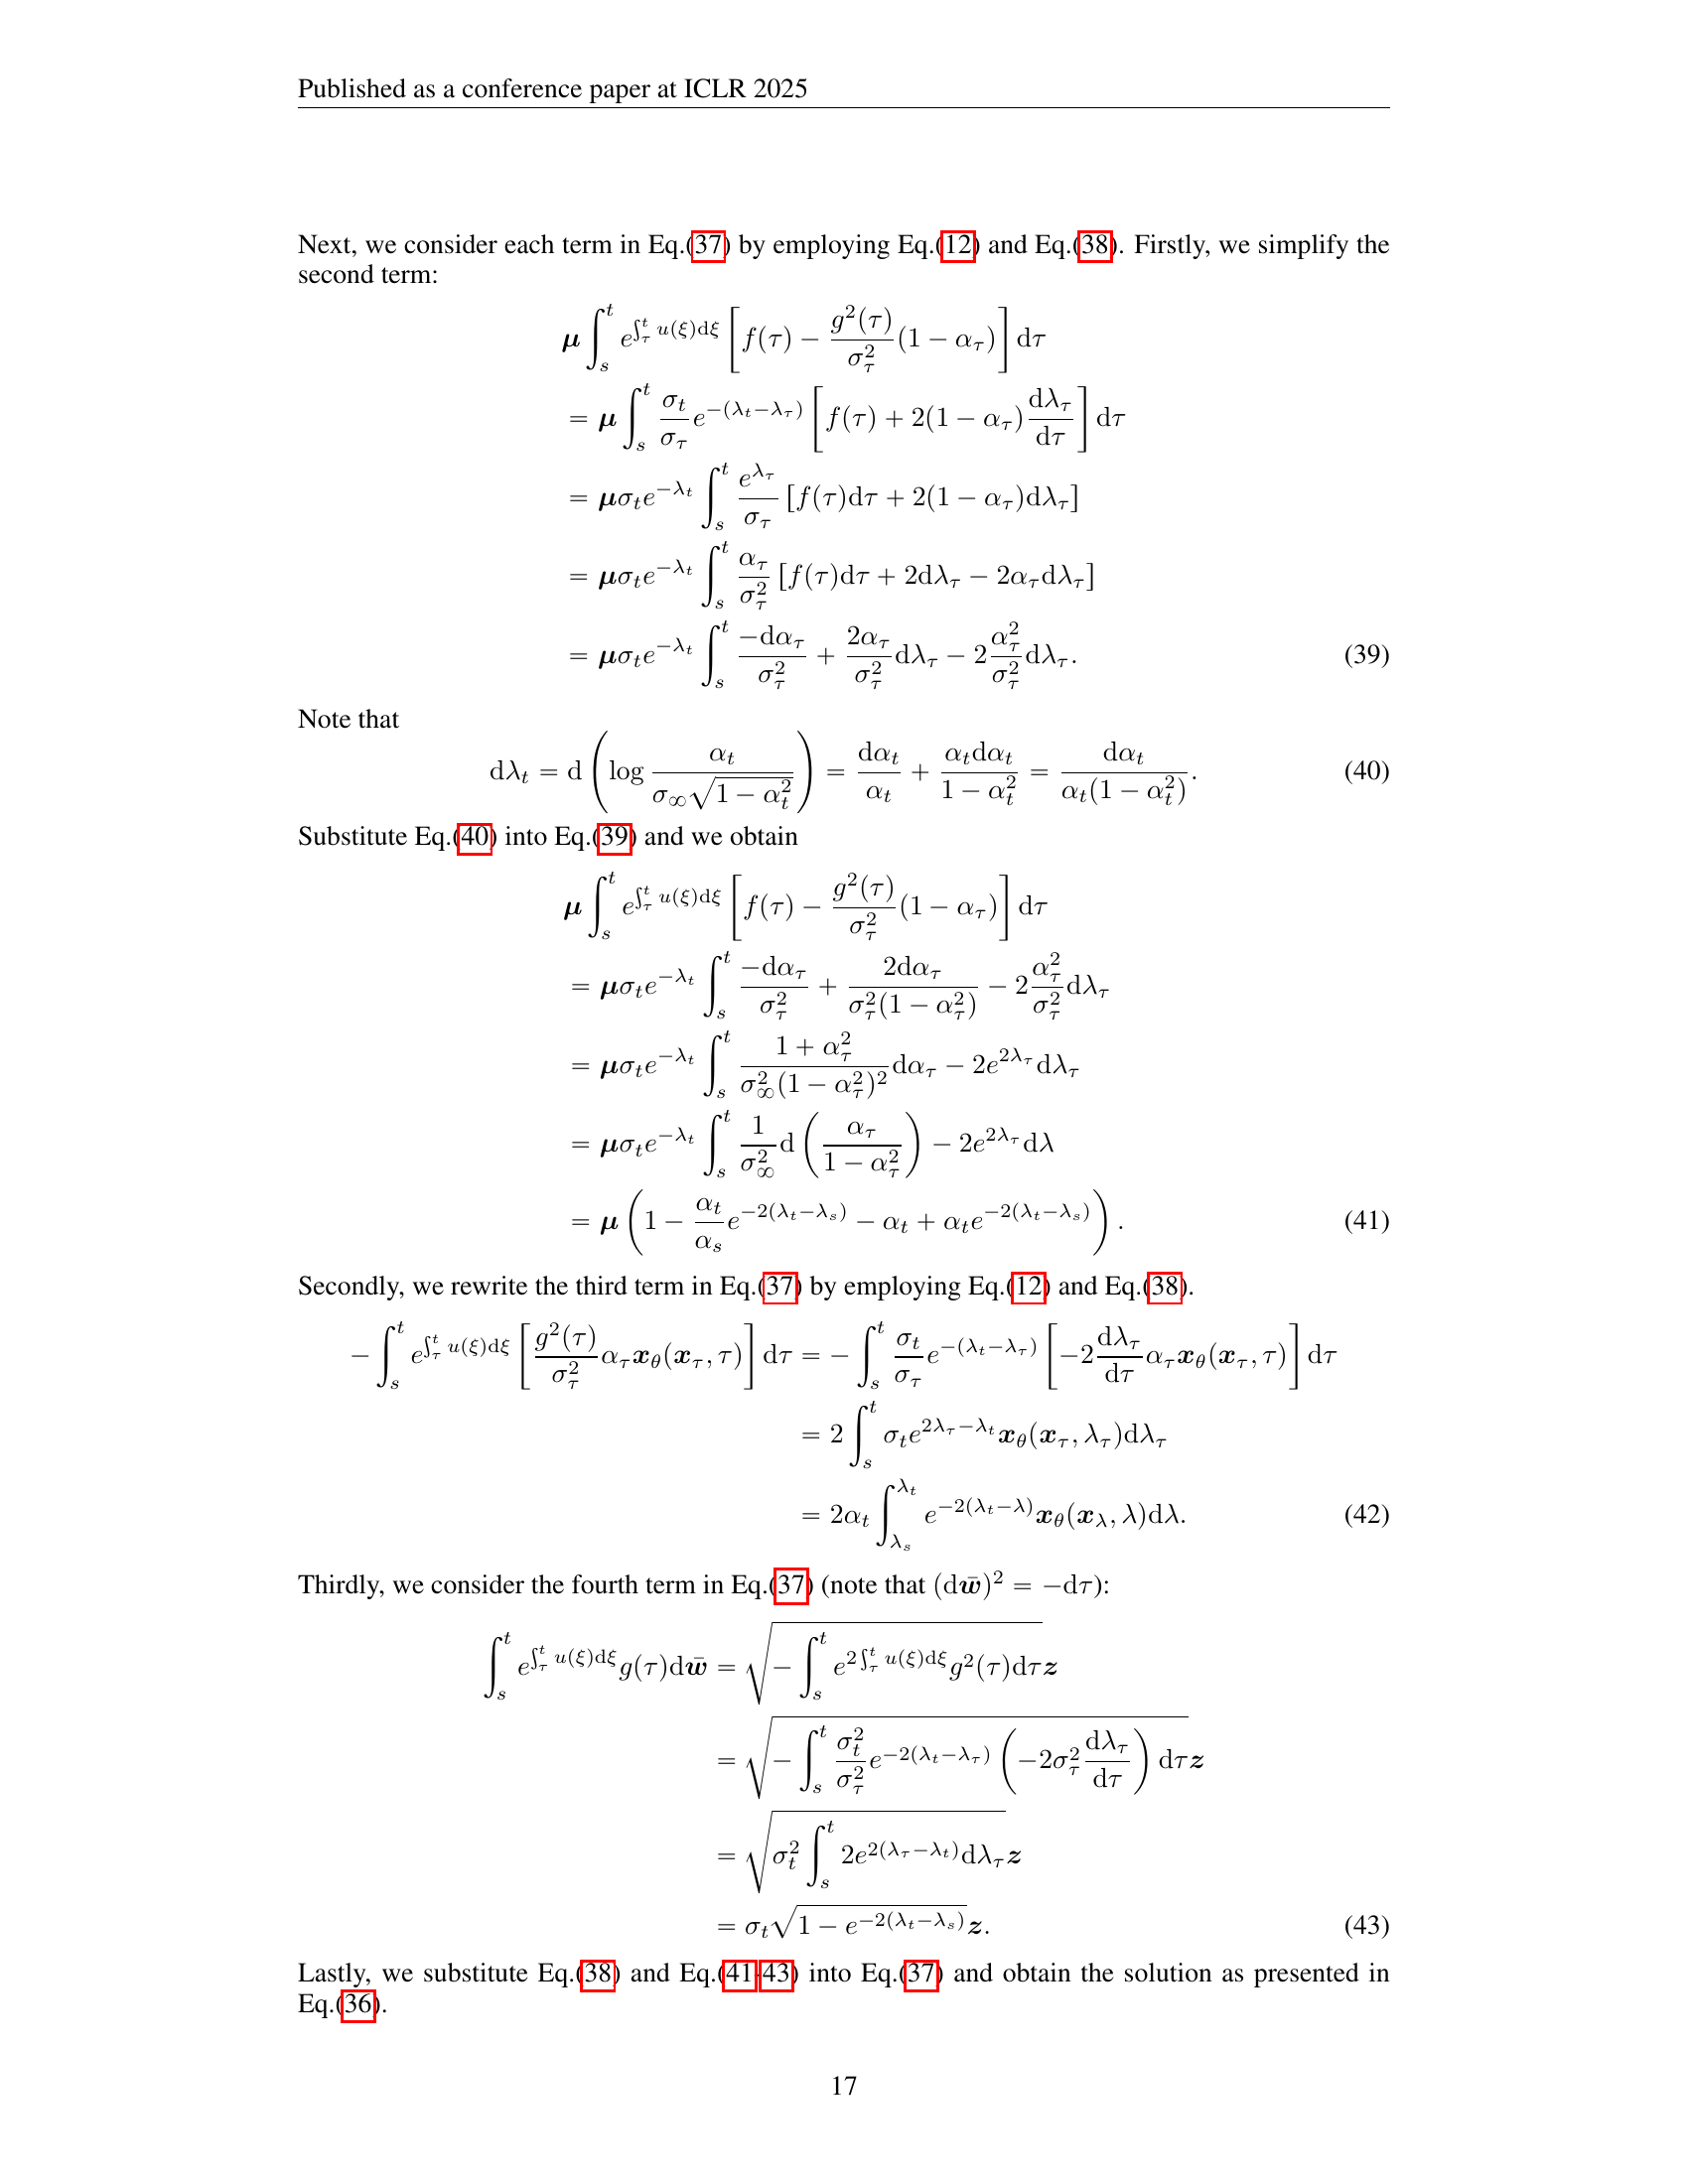 Published as a conference paper at ICLR 2025
Next, we consider each term in Eq.(37) by employing Eq.(12) and Eq.(38). Firstly, we simplify the
second term:
$\boldsymbol{\mu} \int_s^t e^{\int_\tau^t u(\xi)\mathrm{d}\xi} \left[ f(\tau) - \frac{g^2(\tau)}{\sigma_\tau^2}(1 - \alpha_\tau) \right] \mathrm{d}\tau$
$= \boldsymbol{\mu} \int_s^t \frac{\sigma_t}{\sigma_\tau} e^{-(\lambda_t - \lambda_\tau)} \left[ f(\tau) + 2(1 - \alpha_\tau) \frac{\mathrm{d}\lambda_\tau}{\mathrm{d}\tau} \right] \mathrm{d}\tau$
$= \boldsymbol{\mu} \sigma_t e^{-\lambda_t} \int_s^t \frac{e^{\lambda_\tau}}{\sigma_\tau} [f(\tau)\mathrm{d}\tau + 2(1 - \alpha_\tau)\mathrm{d}\lambda_\tau]$
$= \boldsymbol{\mu} \sigma_t e^{-\lambda_t} \int_s^t \frac{\alpha_\tau}{\sigma_\tau^2} [f(\tau)\mathrm{d}\tau + 2\mathrm{d}\lambda_\tau - 2\alpha_\tau \mathrm{d}\lambda_\tau]$
$= \boldsymbol{\mu} \sigma_t e^{-\lambda_t} \int_s^t \frac{-\mathrm{d}\alpha_\tau}{\sigma_\tau^2} + \frac{2\alpha_\tau}{\sigma_\tau^2} \mathrm{d}\lambda_\tau - 2\frac{\alpha_\tau^2}{\sigma_\tau^2} \mathrm{d}\lambda_\tau.$ (39)
Note that
$\mathrm{d}\lambda_t = \mathrm{d}\left( \log \frac{\alpha_t}{\sigma_\infty \sqrt{1 - \alpha_t^2}} \right) = \frac{\mathrm{d}\alpha_t}{\alpha_t} + \frac{\alpha_t \mathrm{d}\alpha_t}{1 - \alpha_t^2} = \frac{\mathrm{d}\alpha_t}{\alpha_t(1 - \alpha_t^2)}.$ (40)
Substitute Eq.(40) into Eq.(39) and we obtain
$\boldsymbol{\mu} \int_s^t e^{\int_\tau^t u(\xi)\mathrm{d}\xi} \left[ f(\tau) - \frac{g^2(\tau)}{\sigma_\tau^2}(1 - \alpha_\tau) \right] \mathrm{d}\tau$
$= \boldsymbol{\mu} \sigma_t e^{-\lambda_t} \int_s^t \frac{-\mathrm{d}\alpha_\tau}{\sigma_\tau^2} + \frac{2\mathrm{d}\alpha_\tau}{\sigma_\tau^2(1 - \alpha_\tau^2)} - 2\frac{\alpha_\tau^2}{\sigma_\tau^2} \mathrm{d}\lambda_\tau$
$= \boldsymbol{\mu} \sigma_t e^{-\lambda_t} \int_s^t \frac{1 + \alpha_\tau^2}{\sigma_\infty^2(1 - \alpha_\tau^2)^2} \mathrm{d}\alpha_\tau - 2e^{2\lambda_\tau} \mathrm{d}\lambda_\tau$
$= \boldsymbol{\mu} \sigma_t e^{-\lambda_t} \int_s^t \frac{1}{\sigma_\infty^2} \mathrm{d}\left( \frac{\alpha_\tau}{1 - \alpha_\tau^2} \right) - 2e^{2\lambda_\tau} \mathrm{d}\lambda$
$= \boldsymbol{\mu} \left( 1 - \frac{\alpha_t}{\alpha_s} e^{-2(\lambda_t - \lambda_s)} - \alpha_t + \alpha_t e^{-2(\lambda_t - \lambda_s)} \right).$ (41)
Secondly, we rewrite the third term in Eq.(37) by employing Eq.(12) and Eq.(38).
$-\int_s^t e^{\int_\tau^t u(\xi)\mathrm{d}\xi} \left[ \frac{g^2(\tau)}{\sigma_\tau^2} \alpha_\tau \boldsymbol{x}_\theta(\boldsymbol{x}_\tau, \tau) \right] \mathrm{d}\tau = -\int_s^t \frac{\sigma_t}{\sigma_\tau} e^{-(\lambda_t - \lambda_\tau)} \left[ -2\frac{\mathrm{d}\lambda_\tau}{\mathrm{d}\tau} \alpha_\tau \boldsymbol{x}_\theta(\boldsymbol{x}_\tau, \tau) \right] \mathrm{d}\tau$
$= 2 \int_s^t \sigma_t e^{2\lambda_\tau - \lambda_t} \boldsymbol{x}_\theta(\boldsymbol{x}_\tau, \lambda_\tau) \mathrm{d}\lambda_\tau$
$= 2\alpha_t \int_{\lambda_s}^{\lambda_t} e^{-2(\lambda_t - \lambda)} \boldsymbol{x}_\theta(\boldsymbol{x}_\lambda, \lambda) \mathrm{d}\lambda.$ (42)
Thirdly, we consider the fourth term in Eq.(37) (note that $(\mathrm{d}\bar{\boldsymbol{w}})^2 = -\mathrm{d}\tau$):
$\int_s^t e^{\int_\tau^t u(\xi)\mathrm{d}\xi} g(\tau) \mathrm{d}\bar{\boldsymbol{w}} = \sqrt{-\int_s^t e^{2\int_\tau^t u(\xi)\mathrm{d}\xi} g^2(\tau) \mathrm{d}\tau} \boldsymbol{z}$
$= \sqrt{-\int_s^t \frac{\sigma_t^2}{\sigma_\tau^2} e^{-2(\lambda_t - \lambda_\tau)} \left( -2\sigma_\tau^2 \frac{\mathrm{d}\lambda_\tau}{\mathrm{d}\tau} \right) \mathrm{d}\tau} \boldsymbol{z}$
$= \sqrt{\sigma_t^2 \int_s^t 2e^{2(\lambda_\tau - \lambda_t)} \mathrm{d}\lambda_\tau} \boldsymbol{z}$
$= \sigma_t \sqrt{1 - e^{-2(\lambda_t - \lambda_s)}} \boldsymbol{z}.$ (43)
Lastly, we substitute Eq.(38) and Eq.(41-43) into Eq.(37) and obtain the solution as presented in
Eq.(36).
17